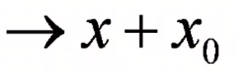 → x + x₀